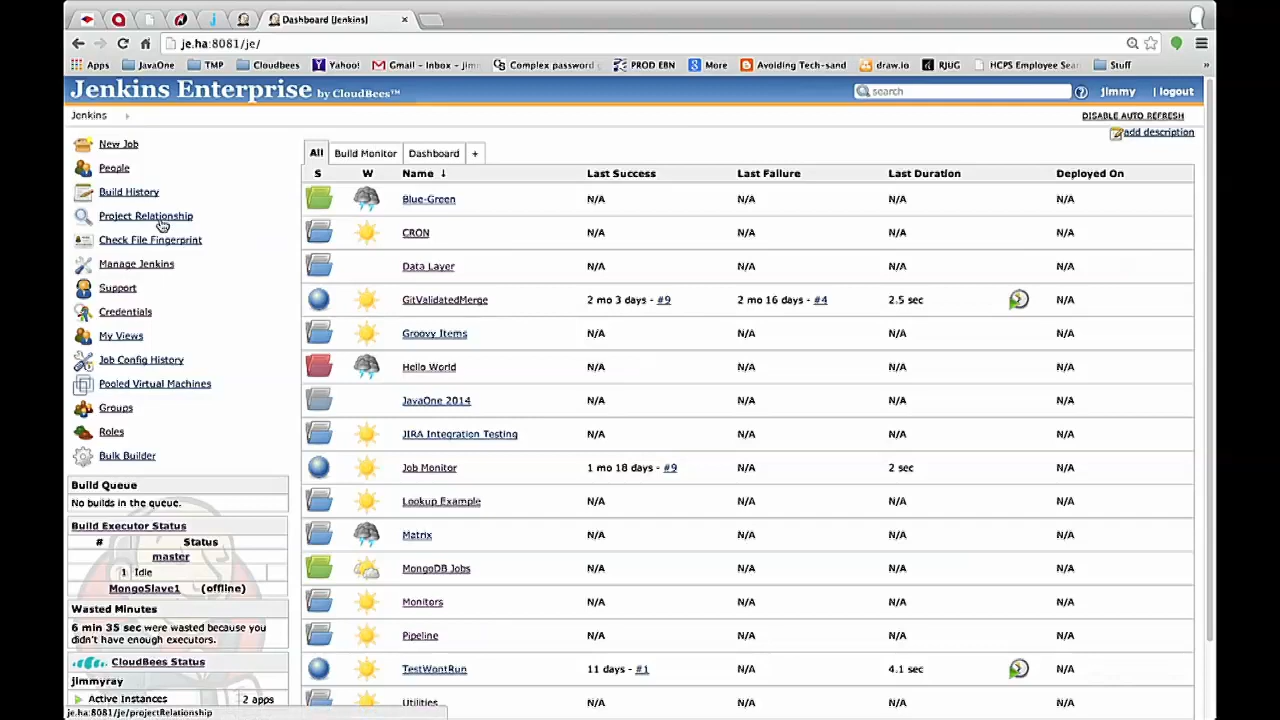 Dashboard [Jenkins]
je.ha:8081/je/
Apps JavaOne TMP Cloudbees Yahoo! Gmail - Inbox - jimm Complex password PROD EBN More Avoiding Tech-sand draw.io RJUG HCPS Employee Sear Stuff »
Jenkins Enterprise by CloudBees™ search jimmy | logout
Jenkins DISABLE AUTO REFRESH
add description
New Job
People
Build History
Project Relationship
Check File Fingerprint
Manage Jenkins
Support
Credentials
My Views
Job Config History
Pooled Virtual Machines
Groups
Roles
Bulk Builder
Build Queue
No builds in the queue.
Build Executor Status
# Status
master
1 Idle
MongoSlave1 (offline)
Wasted Minutes
6 min 35 sec were wasted because you
didn't have enough executors.
CloudBees Status
jimmyray
Active Instances 2 apps
All Build Monitor Dashboard +
S W Name ↓ Last Success Last Failure Last Duration Deployed On
Blue-Green N/A N/A N/A N/A
CRON N/A N/A N/A N/A
Data Layer N/A N/A N/A N/A
GitValidatedMerge 2 mo 3 days - #9 2 mo 16 days - #4 2.5 sec N/A
Groovy Items N/A N/A N/A N/A
Hello World N/A N/A N/A N/A
JavaOne 2014 N/A N/A N/A N/A
JIRA Integration Testing N/A N/A N/A N/A
Job Monitor 1 mo 18 days - #9 N/A 2 sec N/A
Lookup Example N/A N/A N/A N/A
Matrix N/A N/A N/A N/A
MongoDB Jobs N/A N/A N/A N/A
Monitors N/A N/A N/A N/A
Pipeline N/A N/A N/A N/A
TestWontRun 11 days - #1 N/A 4.1 sec N/A
Utilities N/A N/A N/A N/A
je.ha:8081/je/projectRelationship